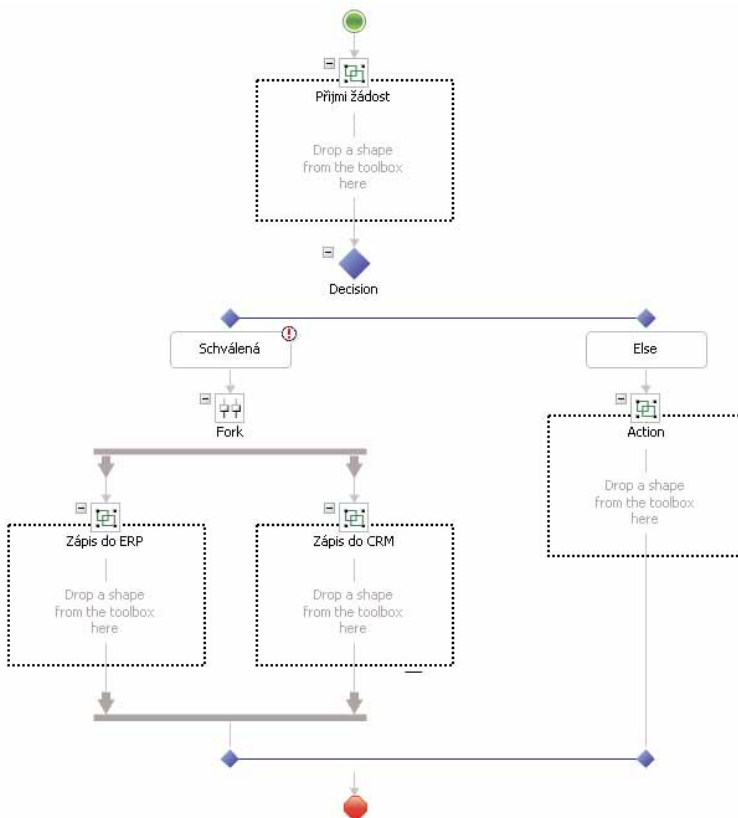 Přijmi žádost
Drop a shape
from the toolbox
here
Decision
Schválená
Else
Fork
Action
Drop a shape
from the toolbox
here
Zápis do ERP
Zápis do CRM
Drop a shape
from the toolbox
here
Drop a shape
from the toolbox
here